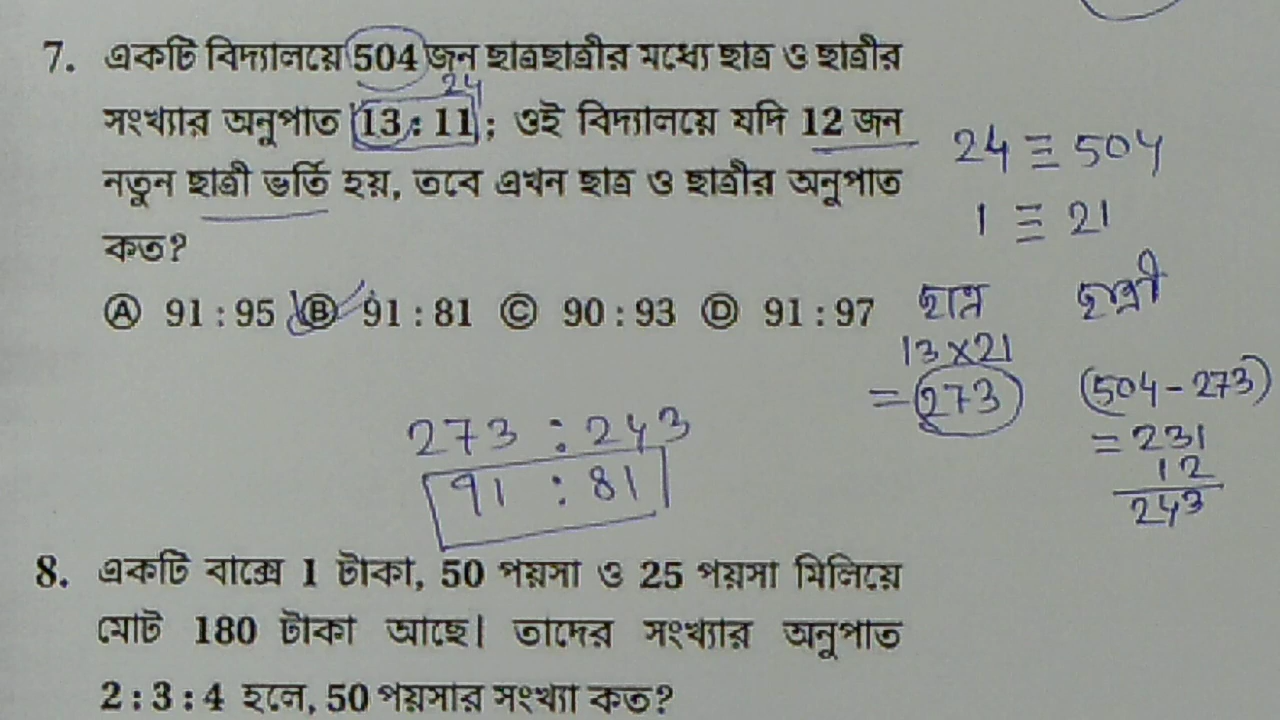 7. একটি বিদ্যালয়ে 504 জন ছাত্রছাত্রীর মধ্যে ছাত্র ও ছাত্রীর
24
সংখ্যার অনুপাত 13 : 11 ; ওই বিদ্যালয়ে যদি 12 জন
নতুন ছাত্রী ভর্তি হয়, তবে এখন ছাত্র ও ছাত্রীর অনুপাত
কত?
Ⓐ 91 : 95 Ⓑ 91 : 81 Ⓒ 90 : 93 Ⓓ 91 : 97
24 ≡ 504
1 ≡ 21
ছাত্র ছাত্রী
13 × 21
= 273
(504 - 273)
= 231
12
243
273 : 243
91 : 81
8. একটি বাক্সে 1 টাকা, 50 পয়সা ও 25 পয়সা মিলিয়ে
মোট 180 টাকা আছে। তাদের সংখ্যার অনুপাত
2 : 3 : 4 হলে, 50 পয়সার সংখ্যা কত?